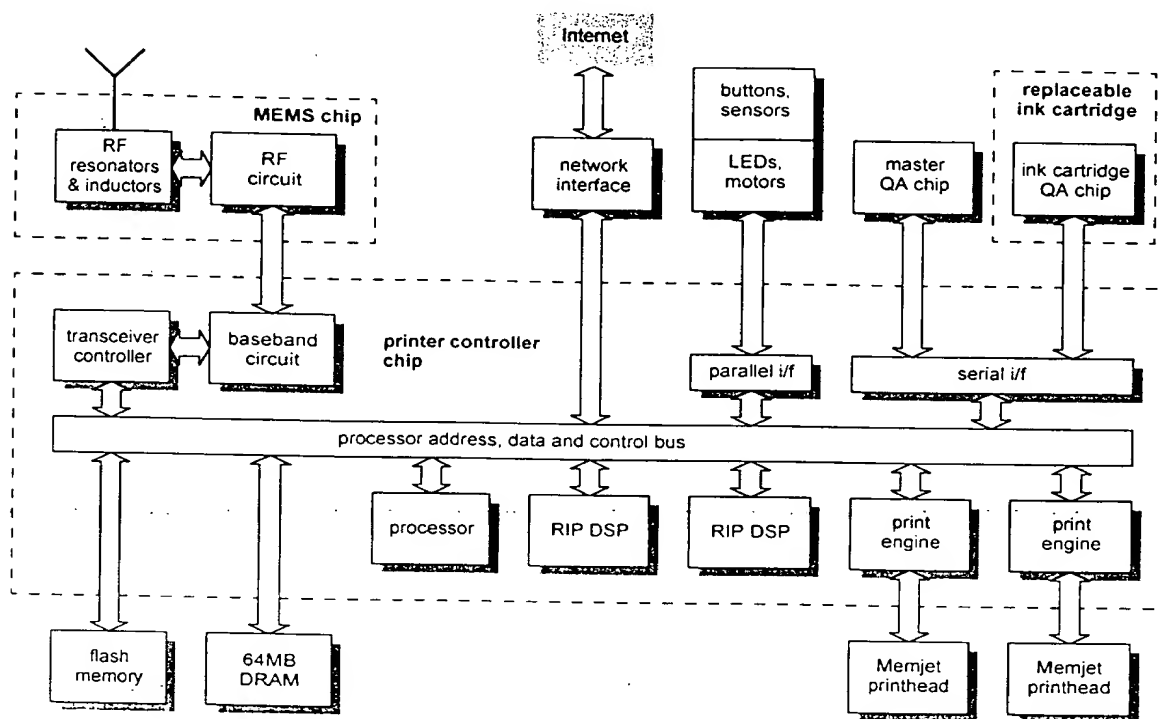 Internet
MEMS chip
RF
resonators
& inductors
RF
circuit
network
interface
buttons,
sensors
LEDs,
motors
master
QA chip
replaceable
ink cartridge
ink cartridge
QA chip
transceiver
controller
baseband
circuit
printer controller
chip
parallel i/f
serial i/f
processor address, data and control bus
processor
RIP DSP
RIP DSP
print
engine
print
engine
flash
memory
64MB
DRAM
Memjet
printhead
Memjet
printhead